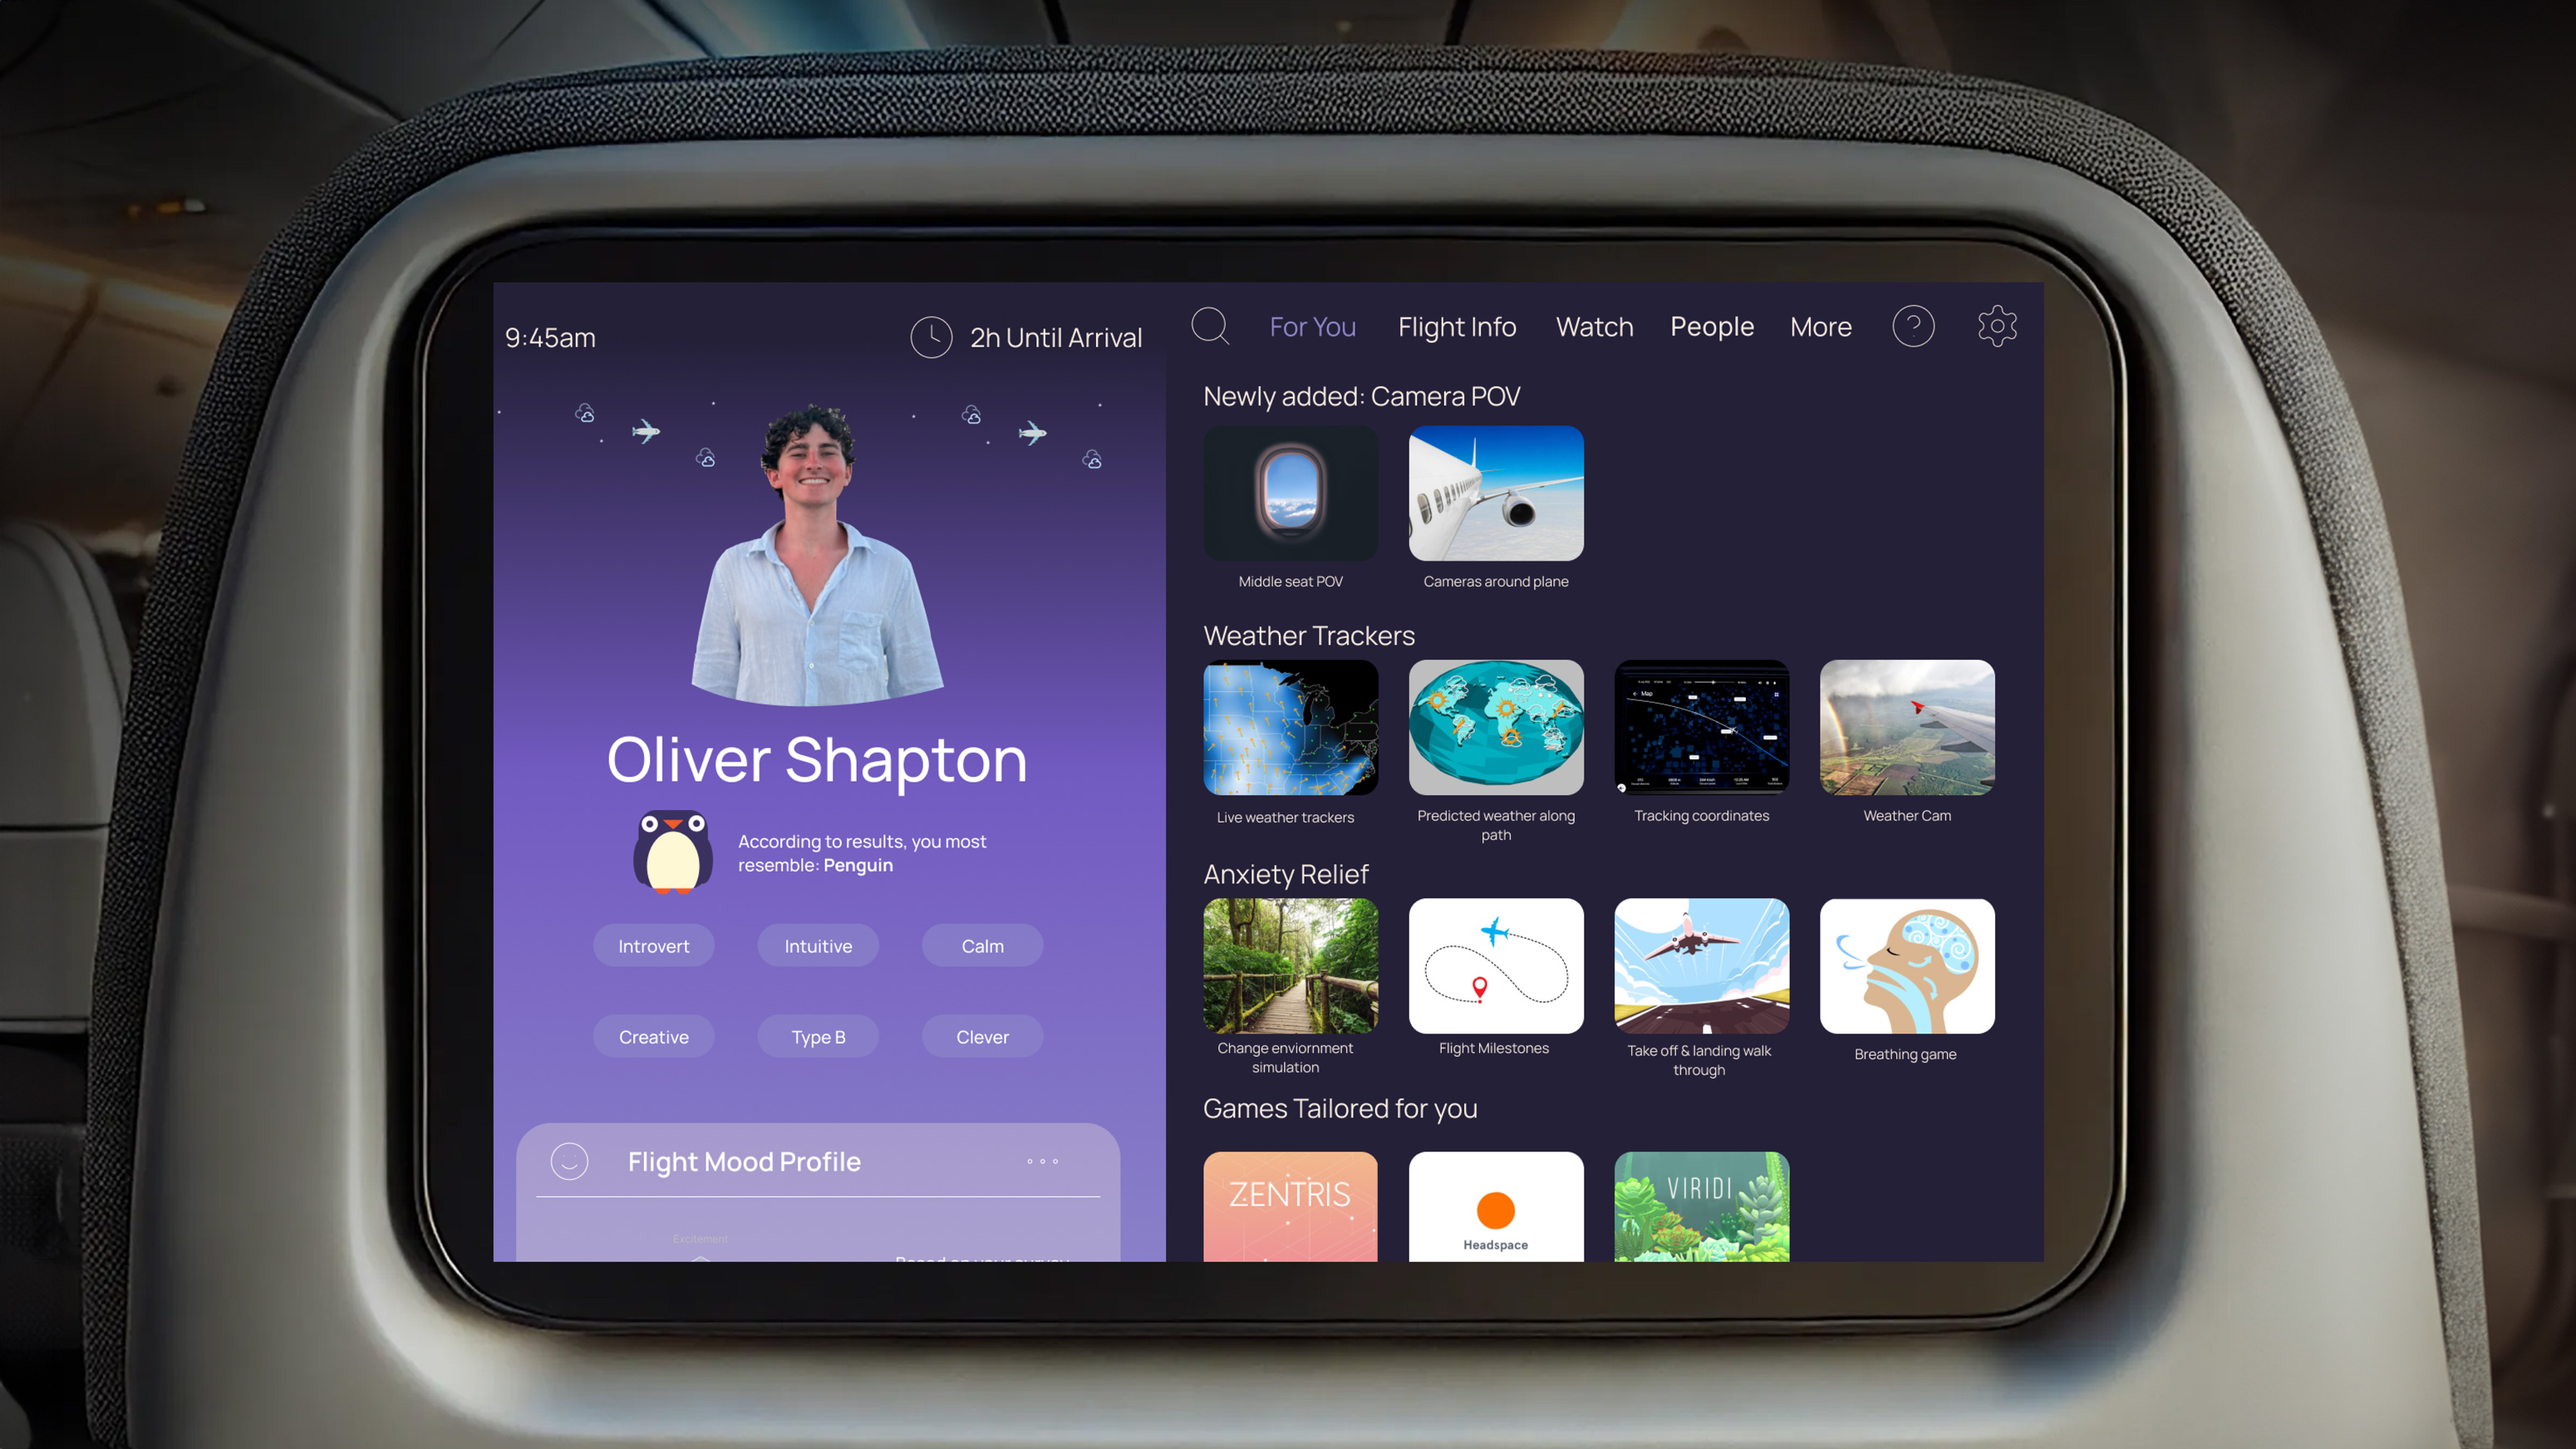 9:45am
2h Until Arrival
Oliver Shapton
According to results, you most
resemble: Penguin
Introvert
Intuitive
Calm
Creative
Type B
Clever
Flight Mood Profile
Excitement
For You
Flight Info
Watch
People
More
?
Newly added: Camera POV
Middle seat POV
Cameras around plane
Weather Trackers
Map
Live weather trackers
Predicted weather along
path
Tracking coordinates
Weather Cam
Anxiety Relief
Change enviornment
simulation
Flight Milestones
Take off & landing walk
through
Breathing game
Games Tailored for you
ZENTRIS
Headspace
VIRIDI